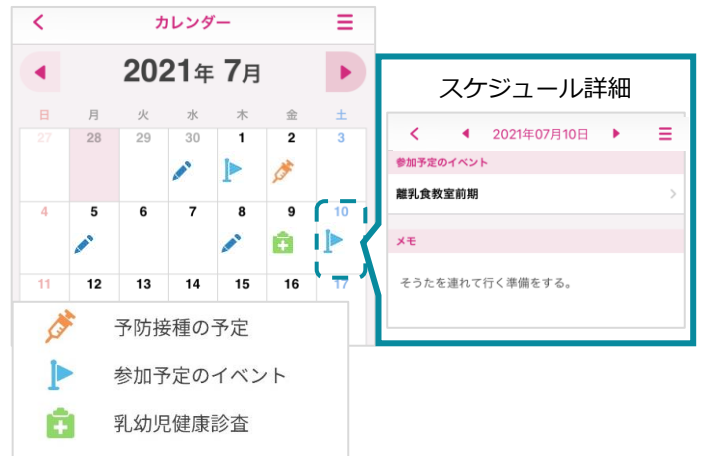 カレンダー
2021年 7月
日 月 火 水 木 金 土
27 28 29 30 1 2 3
4 5 6 7 8 9 10
11 12 13 14 15 16 17
予防接種の予定
参加予定のイベント
乳幼児健康診査
スケジュール詳細
2021年07月10日
参加予定のイベント
離乳食教室前期
メモ
そうたを連れて行く準備をする。